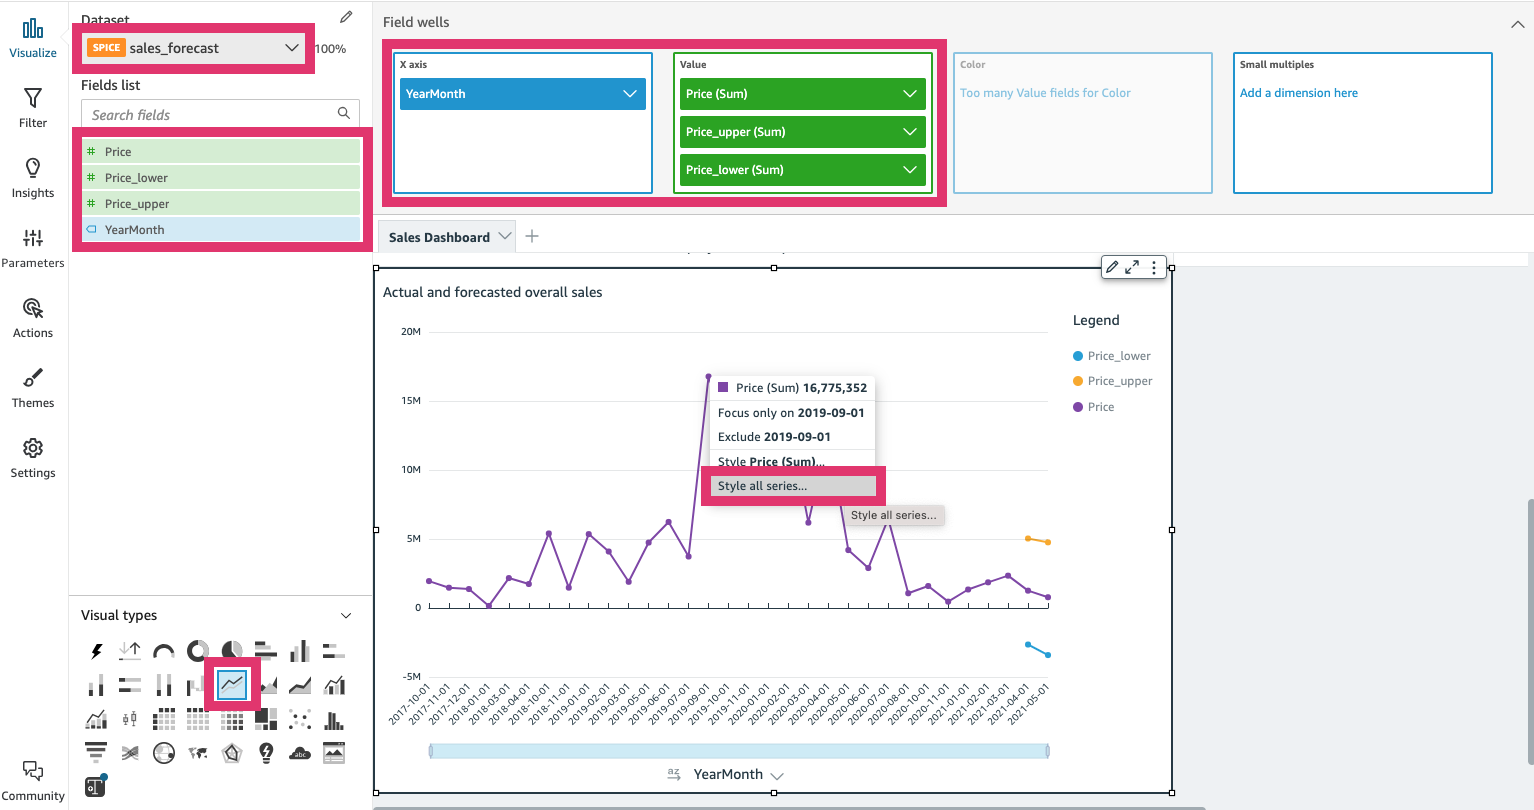 Visualize
Filter
Insights
Parameters
Actions
Themes
Settings
Community
Dataset
SPICE sales_forecast
100%
Fields list
Search fields
# Price
# Price_lower
# Price_upper
YearMonth
Visual types
abc
Field wells
X axis
YearMonth
Value
Price (Sum)
Price_upper (Sum)
Price_lower (Sum)
Color
Too many Value fields for Color
Small multiples
Add a dimension here
Sales Dashboard
Actual and forecasted overall sales
20M
15M
10M
5M
0
-5M
Price (Sum) 16,775,352
Focus only on 2019-09-01
Exclude 2019-09-01
Style Price (Sum)...
Style all series...
Style all series...
Legend
Price_lower
Price_upper
Price
2017-10-01
2017-11-01
2017-12-01
2018-01-01
2018-03-01
2018-04-01
2018-10-01
2018-11-01
2019-01-01
2019-02-01
2019-03-01
2019-05-01
2019-06-01
2019-07-01
2019-09-01
2019-10-01
2019-11-01
2020-01-01
2020-02-01
2020-03-01
2020-04-01
2020-05-01
2020-06-01
2020-07-01
2020-08-01
2020-10-01
2020-11-01
2021-01-01
2021-02-01
2021-03-01
2021-04-01
2021-05-01
az YearMonth